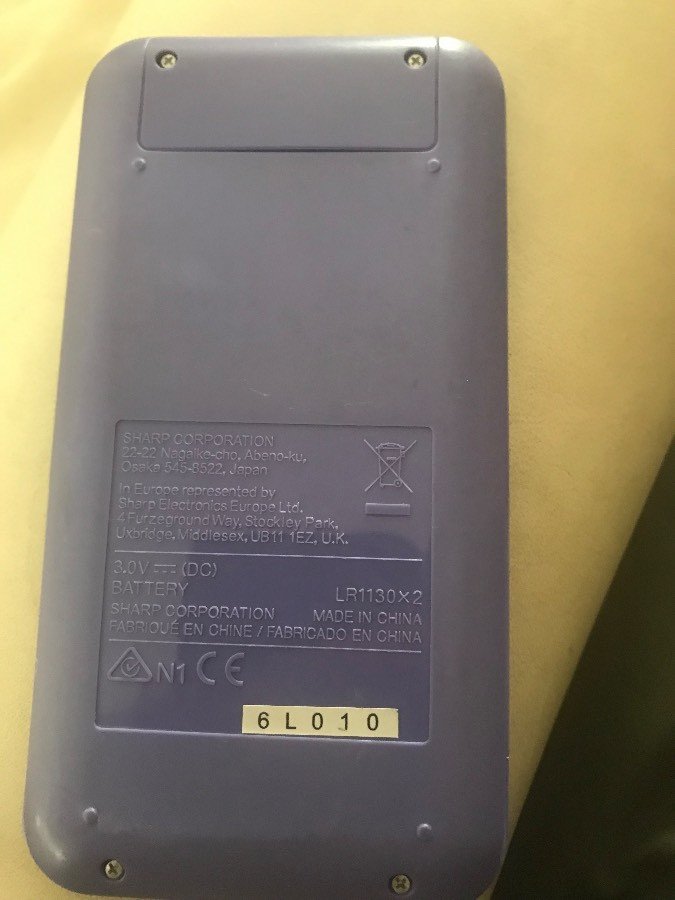 SHARP CORPORATION
22-22 Nagaike-cho, Abeno-ku,
Osaka 545-8522, Japan
In Europe represented by
Sharp Electronics Europe Ltd.
4 Furzeground Way, Stockley Park,
Uxbridge, Middlesex, UB11 1EZ, U.K.
3.0V ⎓ (DC)
BATTERY LR1130×2
SHARP CORPORATION MADE IN CHINA
FABRIQUÉ EN CHINE / FABRICADO EN CHINA
N1 CE
6L010